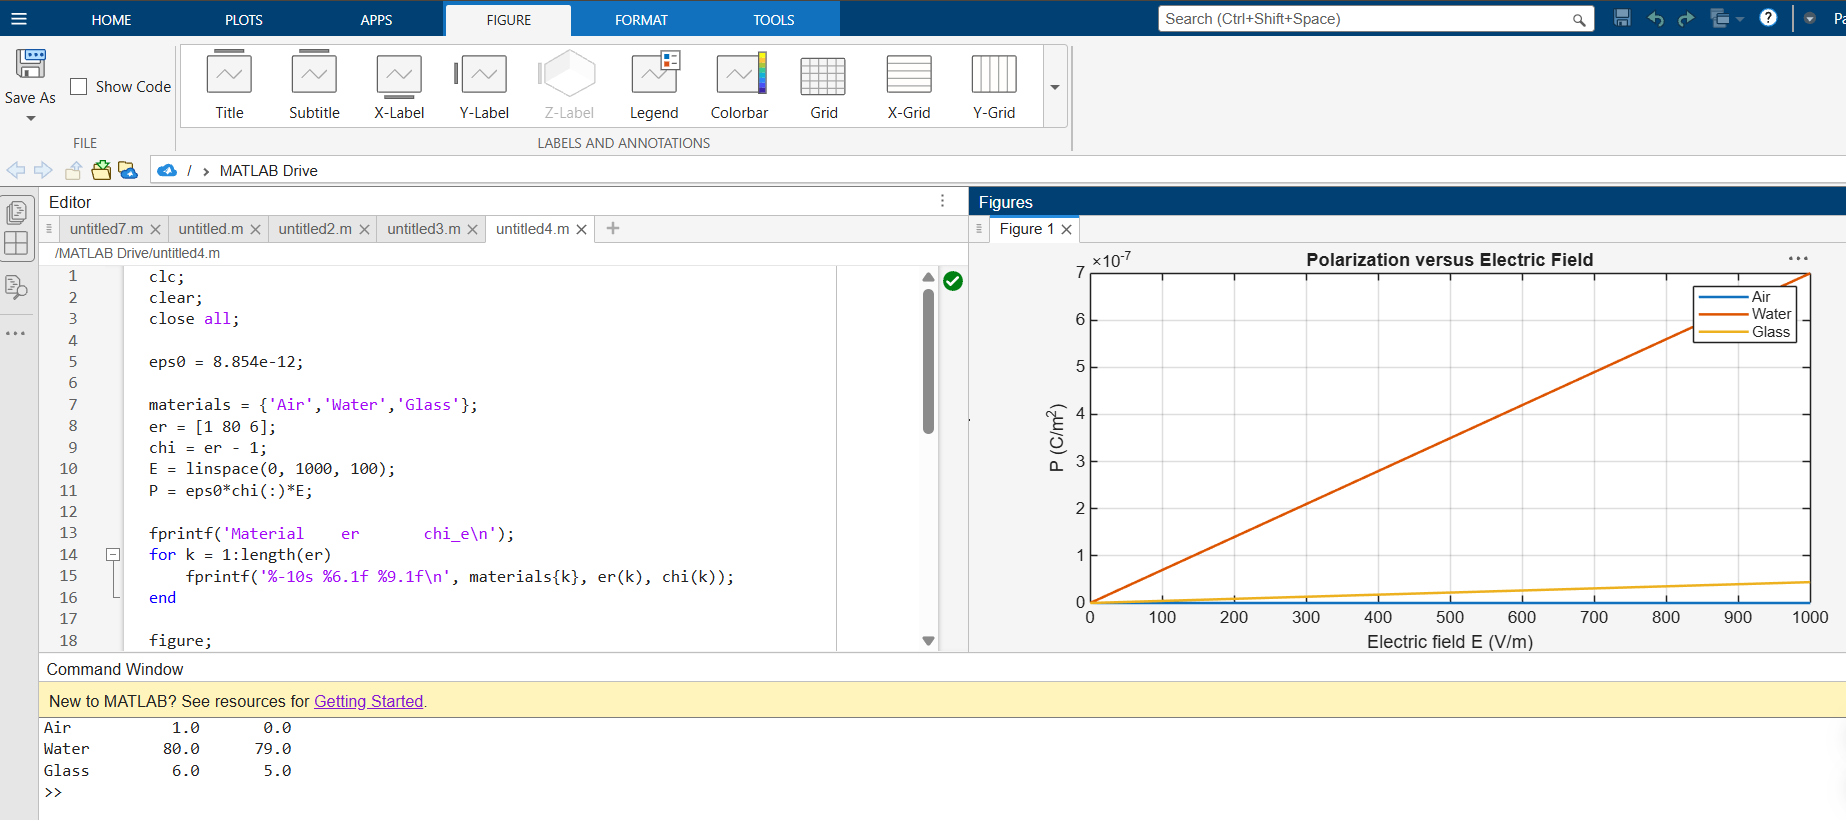 HOME PLOTS APPS FIGURE FORMAT TOOLS Search (Ctrl+Shift+Space) ? Pa
Save As Show Code
Title Subtitle X-Label Y-Label Z-Label Legend Colorbar Grid X-Grid Y-Grid
FILE LABELS AND ANNOTATIONS
/ > MATLAB Drive
Editor
untitled7.m untitled.m untitled2.m untitled3.m untitled4.m
/MATLAB Drive/untitled4.m
1 clc;
2 clear;
3 close all;
4
5 eps0 = 8.854e-12;
6
7 materials = {'Air','Water','Glass'};
8 er = [1 80 6];
9 chi = er - 1;
10 E = linspace(0, 1000, 100);
11 P = eps0*chi(:)*E;
12
13 fprintf('Material    er       chi_e\n');
14 for k = 1:length(er)
15     fprintf('%-10s %6.1f %9.1f\n', materials{k}, er(k), chi(k));
16 end
17
18 figure;
Figures
Figure 1
×10⁻⁷
Polarization versus Electric Field
7
6
5
4
3
2
1
0
P (C/m²)
Air
Water
Glass
0 100 200 300 400 500 600 700 800 900 1000
Electric field E (V/m)
Command Window
New to MATLAB? See resources for Getting Started.
Air           1.0       0.0
Water        80.0      79.0
Glass         6.0       5.0
>>